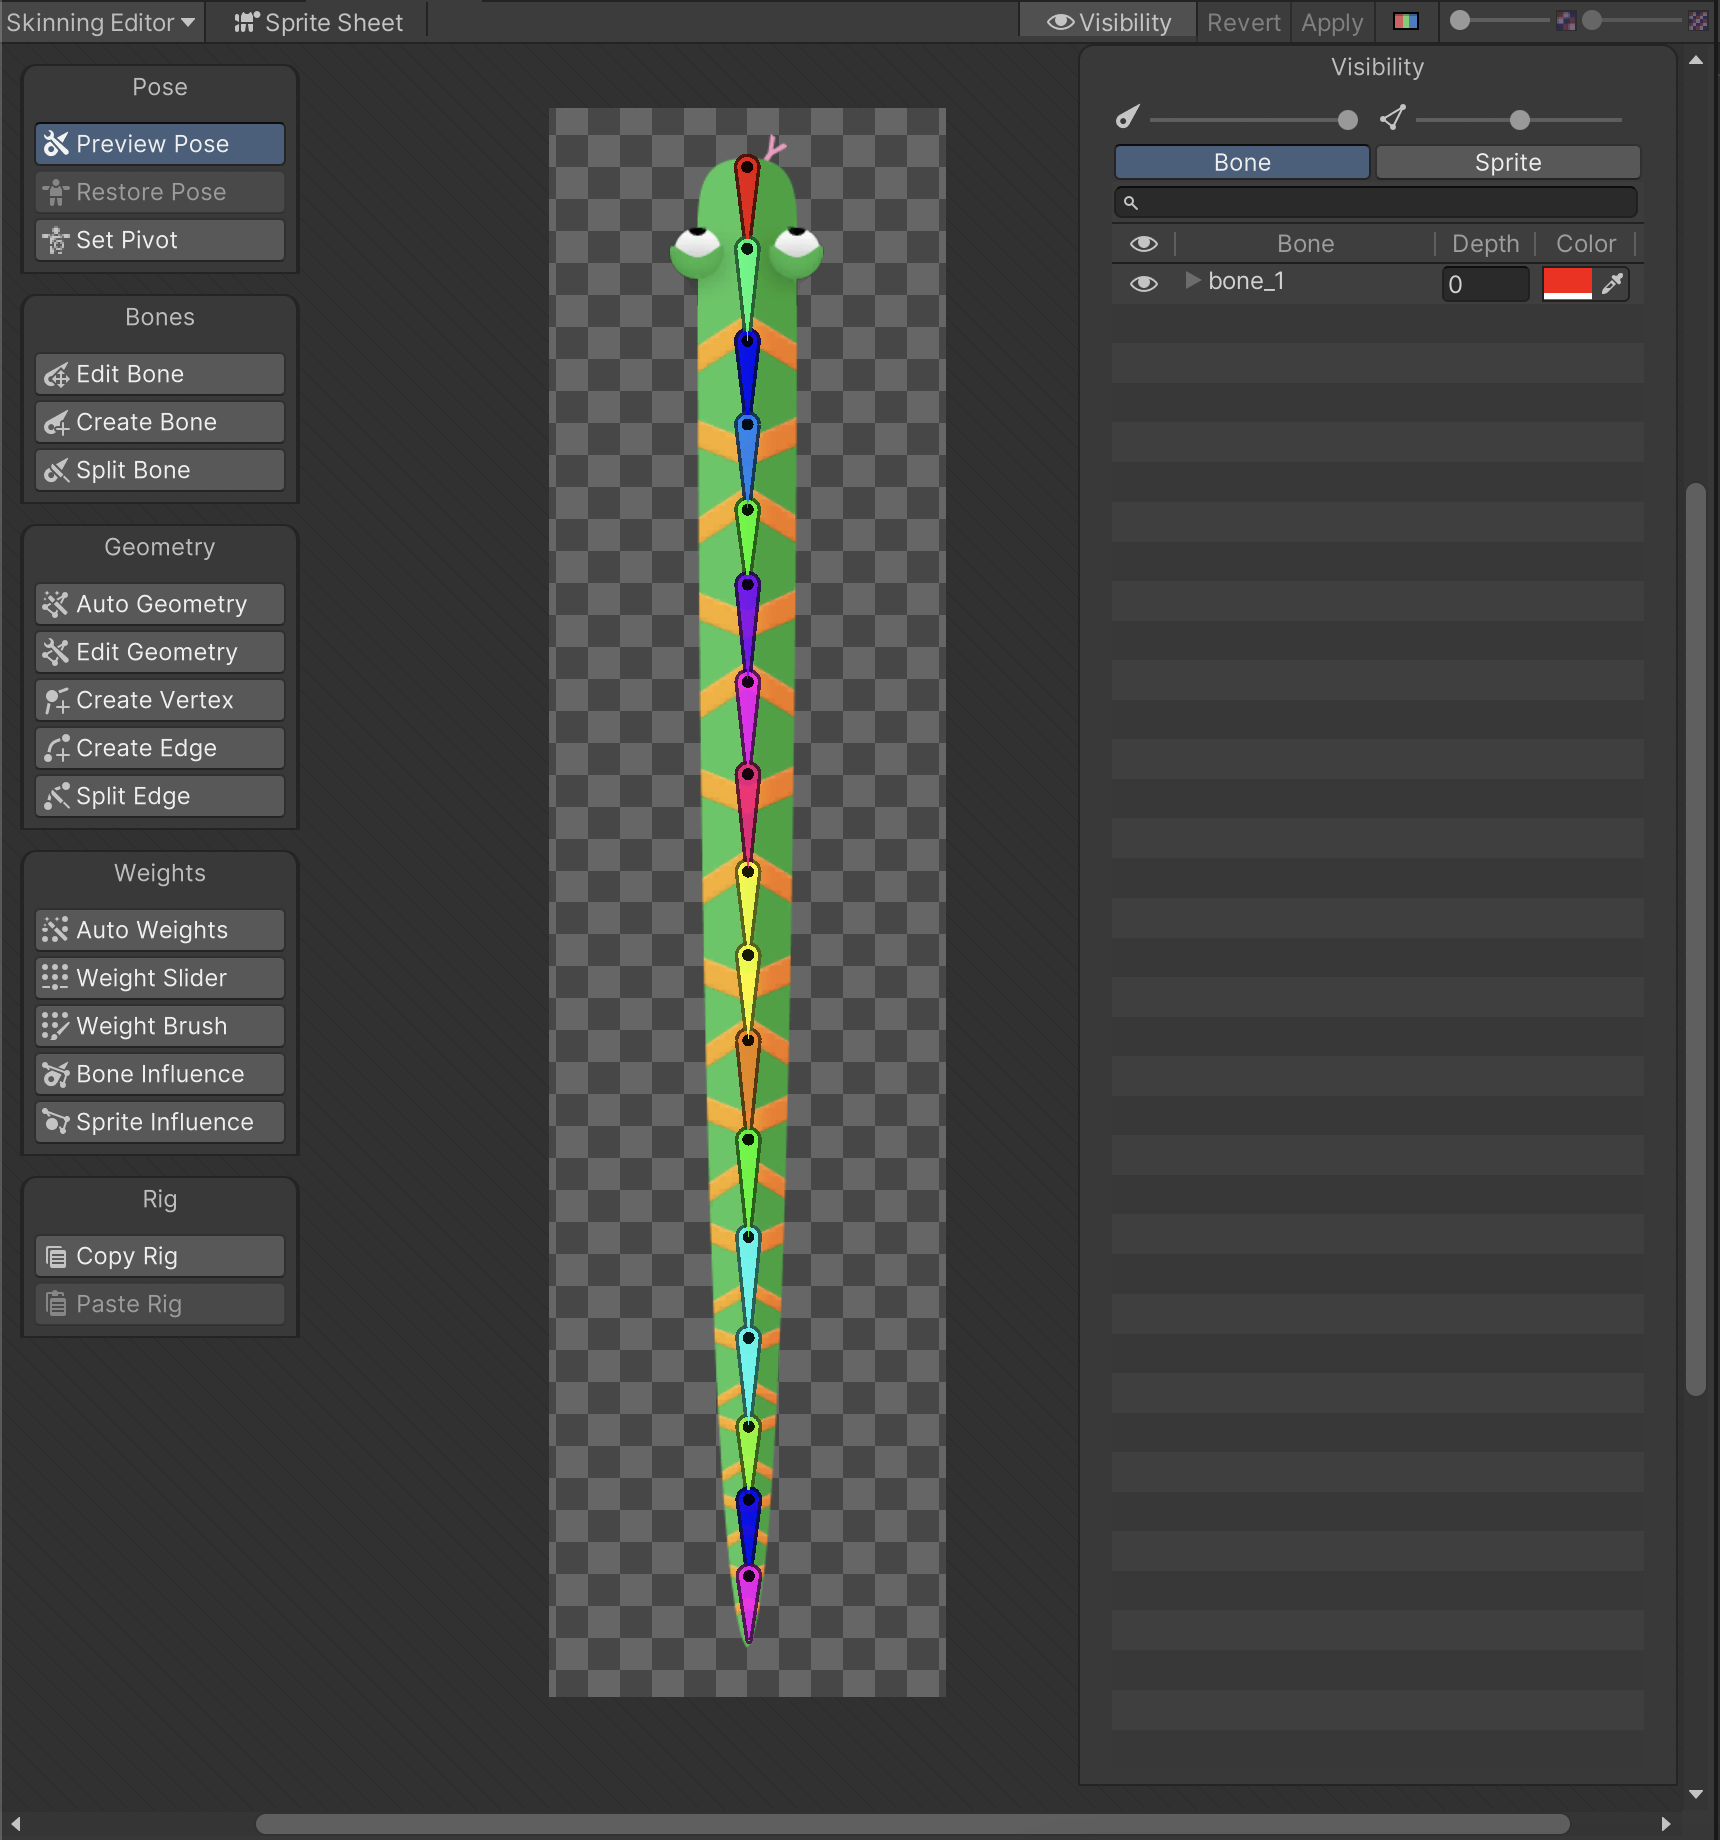 Skinning Editor
Sprite Sheet
Visibility
Revert
Apply
Pose
Preview Pose
Restore Pose
Set Pivot
Bones
Edit Bone
Create Bone
Split Bone
Geometry
Auto Geometry
Edit Geometry
Create Vertex
Create Edge
Split Edge
Weights
Auto Weights
Weight Slider
Weight Brush
Bone Influence
Sprite Influence
Rig
Copy Rig
Paste Rig
Visibility
Bone
Sprite
Bone Depth Color
bone_1 0